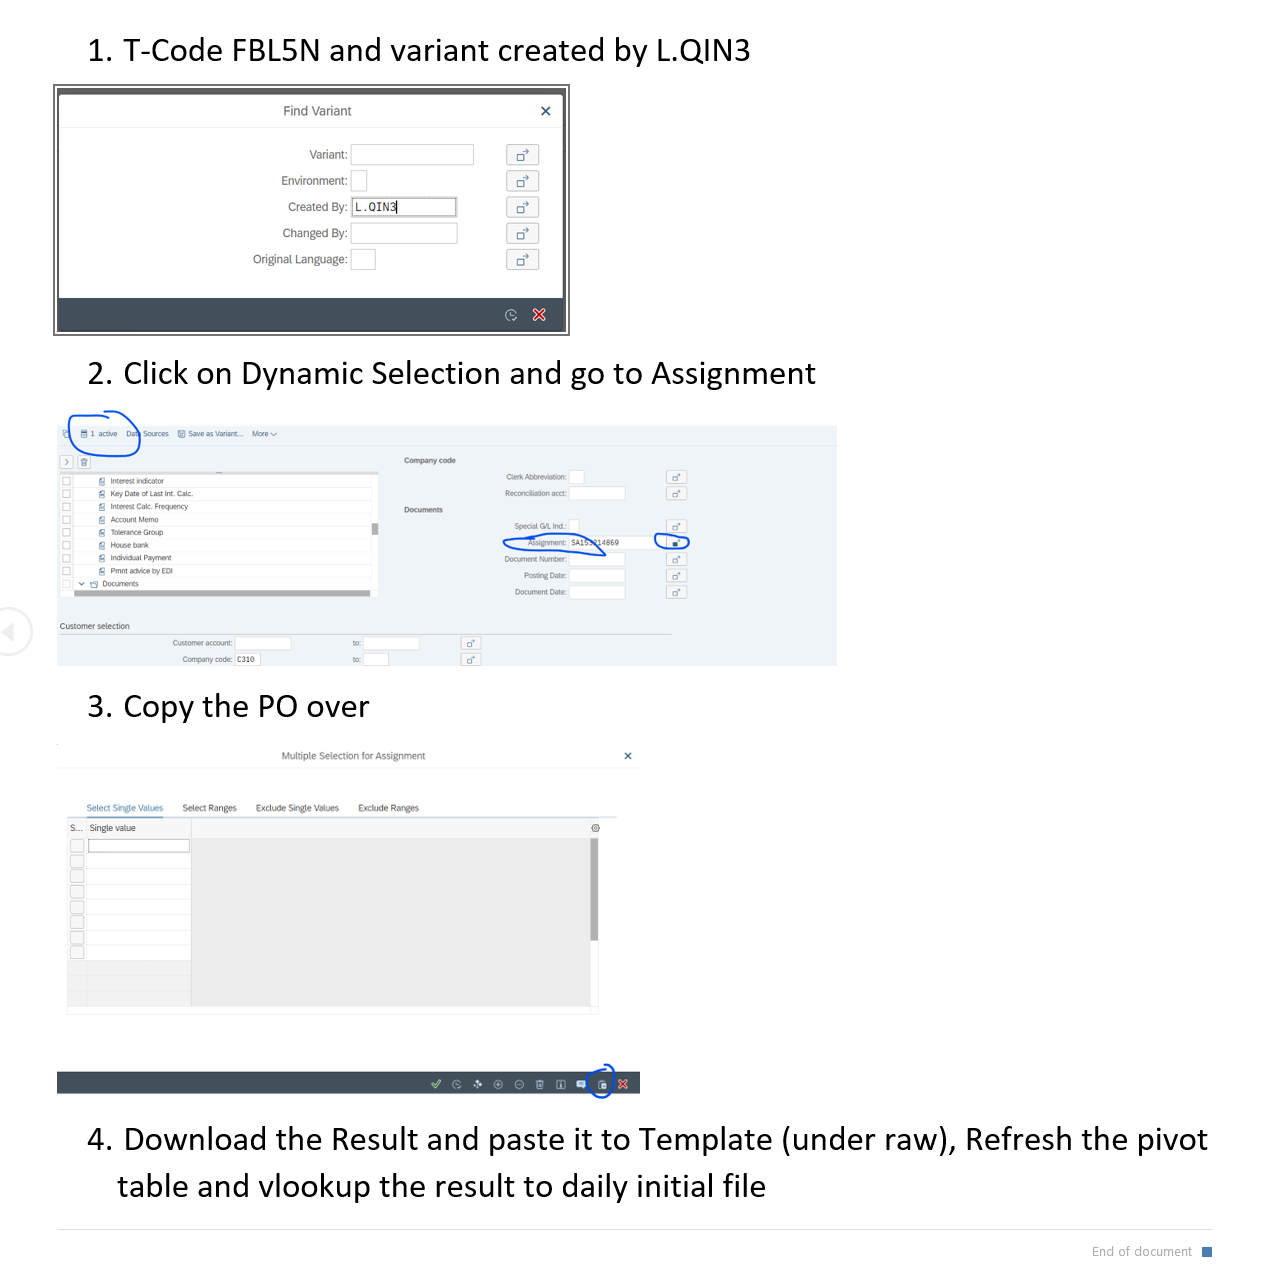 1. T-Code FBL5N and variant created by L.QIN3
Find Variant
Variant:
Environment:
Created By: L.QIN3
Changed By:
Original Language:
2. Click on Dynamic Selection and go to Assignment
1 active Data Sources Save as Variant... More
Company code
Interest indicator
Clerk Abbreviation:
Key Date of Last Int. Calc.
Reconciliation acct:
Interest Calc. Frequency
Documents
Account Memo
Tolerance Group
Special G/L Ind.:
House bank
Assignment: SA153214869
Individual Payment
Document Number:
Pmnt advice by EDI
Posting Date:
Documents
Document Date:
Customer selection
Customer account: to:
Company code: C310 to:
3. Copy the PO over
Multiple Selection for Assignment
Select Single Values Select Ranges Exclude Single Values Exclude Ranges
S... Single value
4. Download the Result and paste it to Template (under raw), Refresh the pivot
table and vlookup the result to daily initial file
End of document